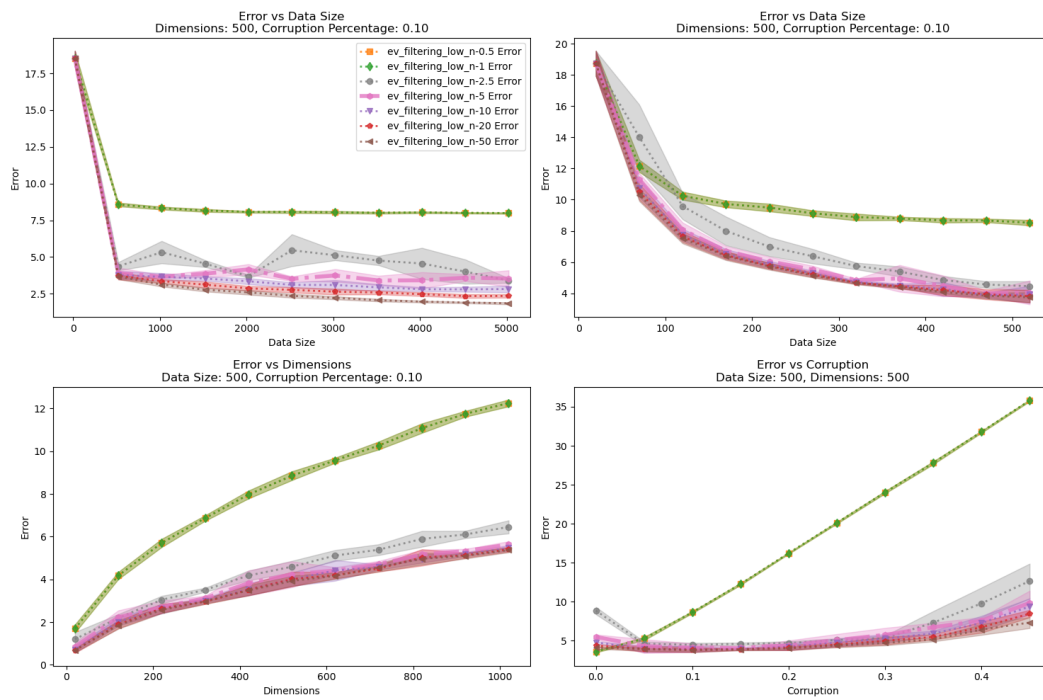 Error vs Data Size
Dimensions: 500, Corruption Percentage: 0.10
17.5
15.0
12.5
10.0
7.5
5.0
2.5
Error
0
1000
2000
3000
4000
5000
Data Size
ev_filtering_low_n-0.5 Error
ev_filtering_low_n-1 Error
ev_filtering_low_n-2.5 Error
ev_filtering_low_n-5 Error
ev_filtering_low_n-10 Error
ev_filtering_low_n-20 Error
ev_filtering_low_n-50 Error
Error vs Data Size
Dimensions: 500, Corruption Percentage: 0.10
20
18
16
14
12
10
8
6
4
Error
0
100
200
300
400
500
Data Size
Error vs Dimensions
Data Size: 500, Corruption Percentage: 0.10
12
10
8
6
4
2
0
Error
0
200
400
600
800
1000
Dimensions
Error vs Corruption
Data Size: 500, Dimensions: 500
35
30
25
20
15
10
5
Error
0.0
0.1
0.2
0.3
0.4
Corruption